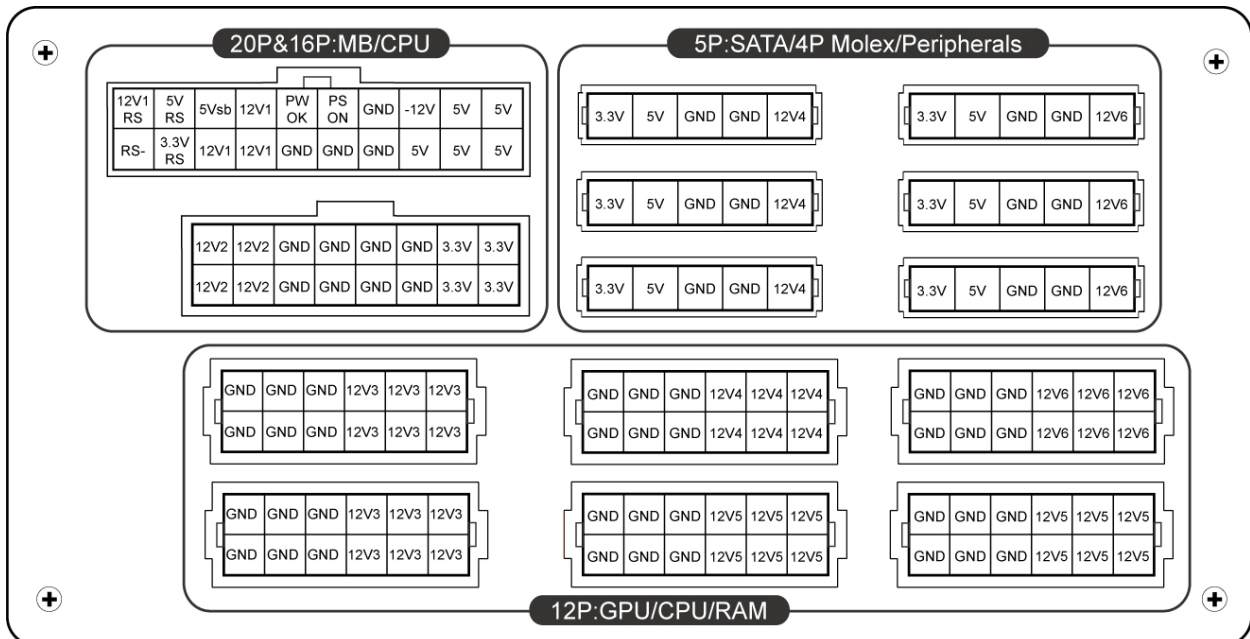 20P&16P:MB/CPU
12V1 RS 5V RS 5Vsb 12V1 PW OK PS ON GND -12V 5V 5V
RS- 3.3V RS 12V1 12V1 GND GND GND 5V 5V 5V
12V2 12V2 GND GND GND GND 3.3V 3.3V
12V2 12V2 GND GND GND GND 3.3V 3.3V
5P:SATA/4P Molex/Peripherals
3.3V 5V GND GND 12V4 3.3V 5V GND GND 12V6
3.3V 5V GND GND 12V4 3.3V 5V GND GND 12V6
3.3V 5V GND GND 12V4 3.3V 5V GND GND 12V6
GND GND GND 12V3 12V3 12V3 GND GND GND 12V4 12V4 12V4 GND GND GND 12V6 12V6 12V6
GND GND GND 12V3 12V3 12V3 GND GND GND 12V4 12V4 12V4 GND GND GND 12V6 12V6 12V6
GND GND GND 12V3 12V3 12V3 GND GND GND 12V5 12V5 12V5 GND GND GND 12V5 12V5 12V5
GND GND GND 12V3 12V3 12V3 GND GND GND 12V5 12V5 12V5 GND GND GND 12V5 12V5 12V5
12P:GPU/CPU/RAM